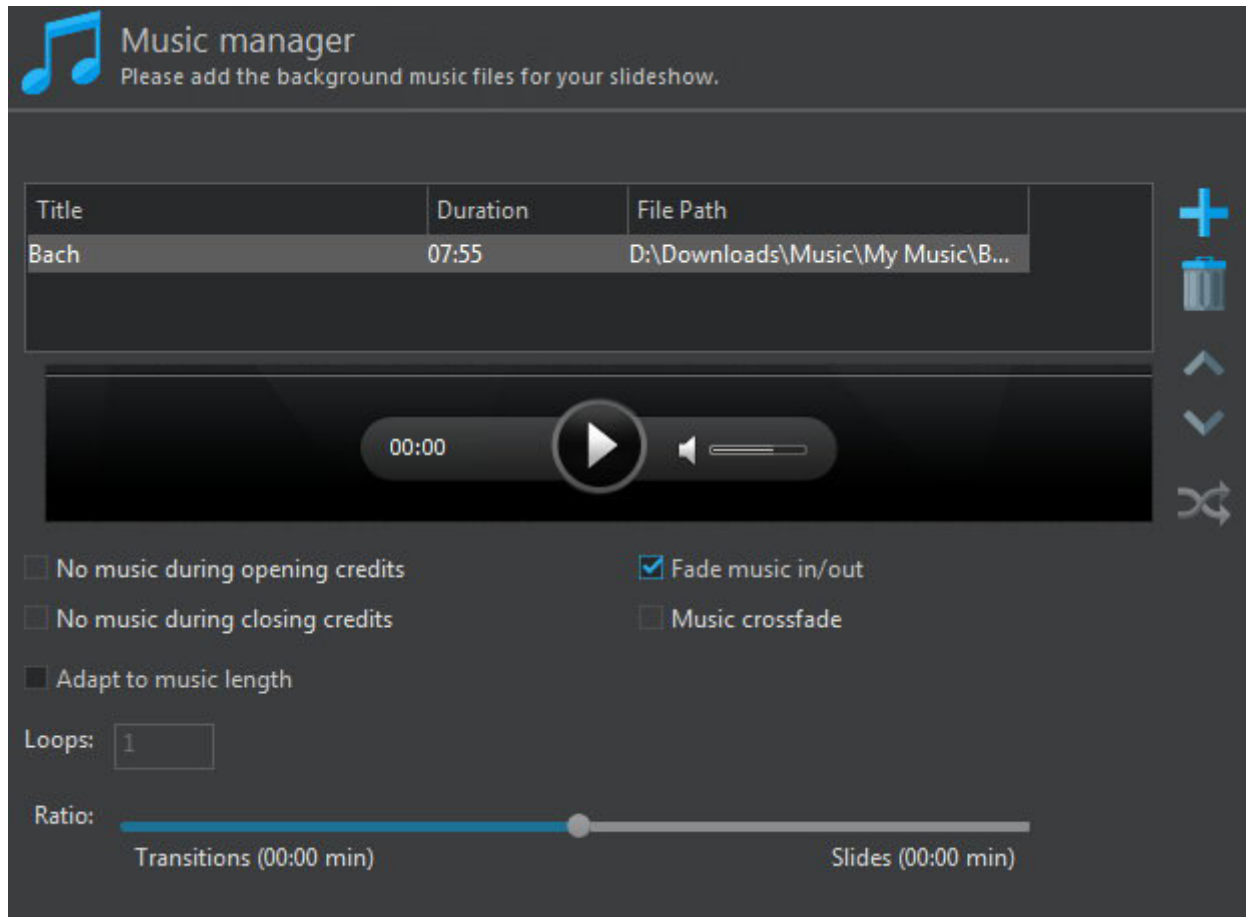 Music manager
Please add the background music files for your slideshow.
Title Duration File Path
Bach 07:55 D:\Downloads\Music\My Music\B...
00:00
No music during opening credits Fade music in/out
No music during closing credits Music crossfade
Adapt to music length
Loops: 1
Ratio:
Transitions (00:00 min) Slides (00:00 min)